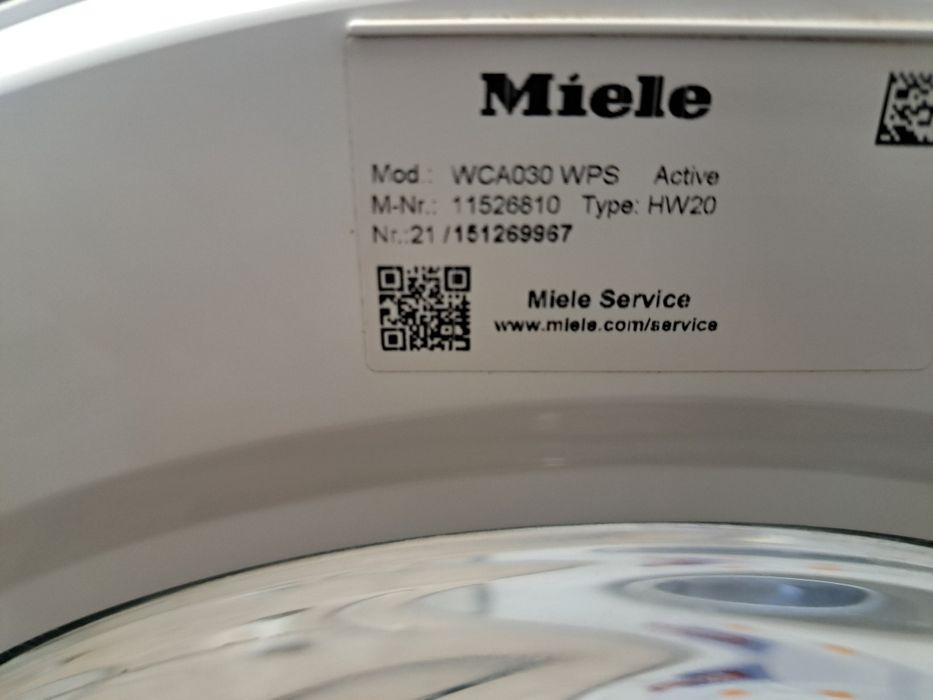 Miele
Mod.: WCA030 WPS Active
M-Nr.: 11526810 Type: HW20
Nr.:21 /151269967
Miele Service
www.miele.com/service